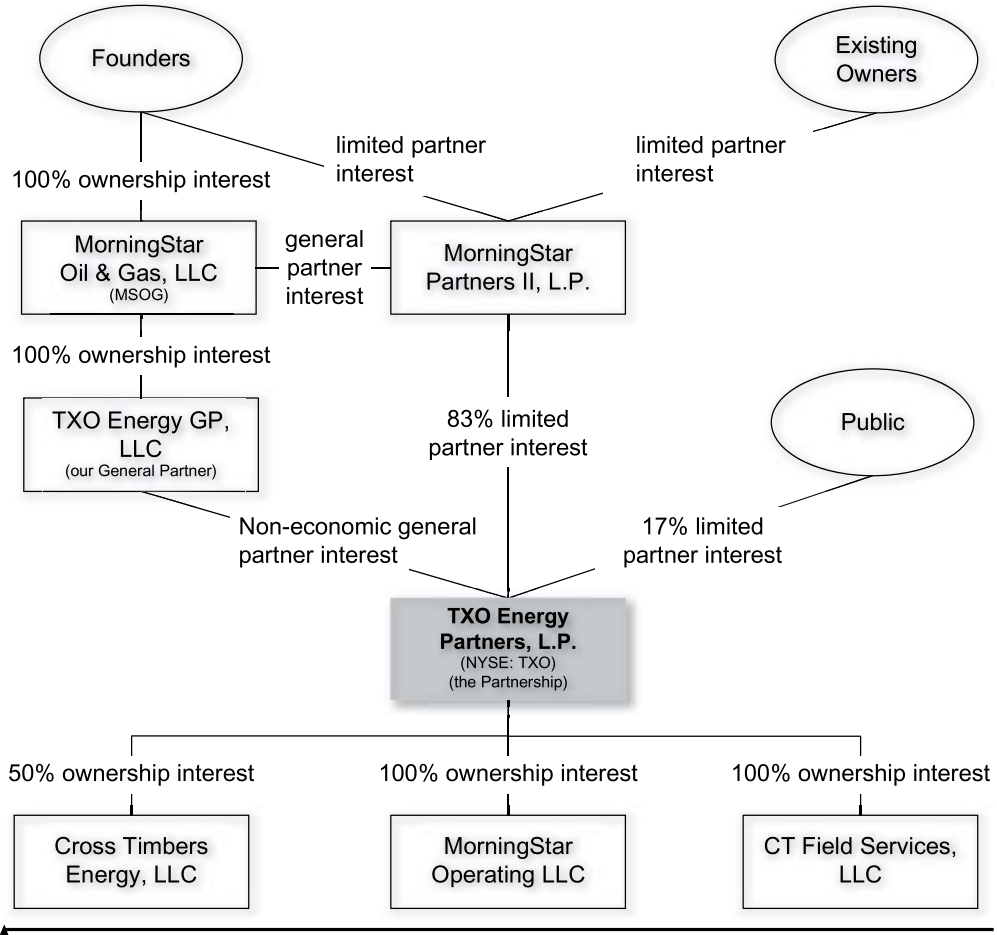 Founders
Existing
Owners
limited partner
interest
limited partner
interest
100% ownership interest
MorningStar
Oil & Gas, LLC
(MSOG)
general
partner
interest
MorningStar
Partners II, L.P.
100% ownership interest
TXO Energy GP,
LLC
(our General Partner)
83% limited
partner interest
Public
Non-economic general
partner interest
17% limited
partner interest
TXO Energy
Partners, L.P.
(NYSE: TXO)
(the Partnership)
50% ownership interest
100% ownership interest
100% ownership interest
Cross Timbers
Energy, LLC
MorningStar
Operating LLC
CT Field Services,
LLC